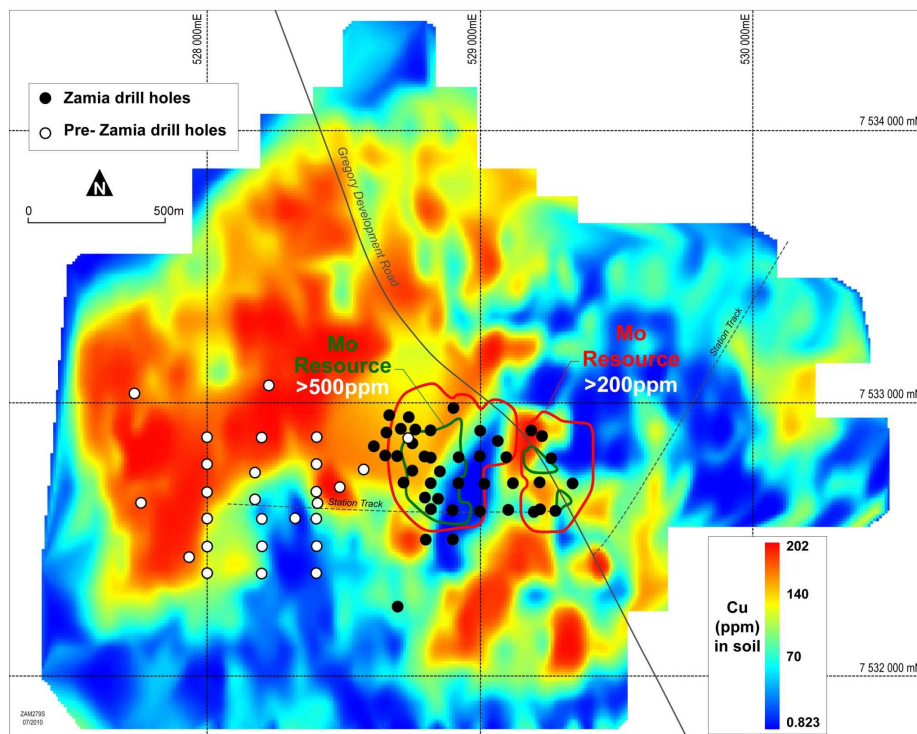 528 000mE
529 000mE
530 000mE
Zamia drill holes
Pre- Zamia drill holes
N
0 500m
7 534 000 mN
Gregory Development Road
Station Track
Mo
Resource
>500ppm
Mo
Resource
>200ppm
7 533 000 mN
Station Track
Cu
(ppm)
in soil
202
140
70
0.823
7 532 000 mN
ZAM279S
07/2010